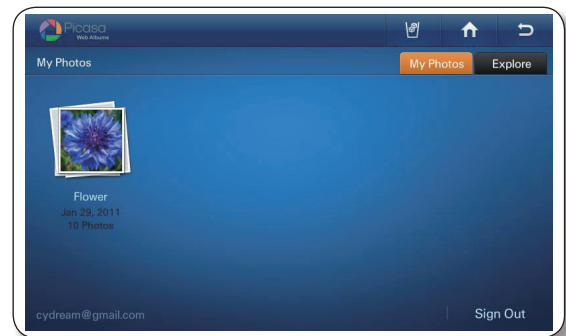 Picasa
Web Albums
My Photos
My Photos
Explore
Flower
Jan 29, 2011
10 Photos
cydream@gmail.com
Sign Out